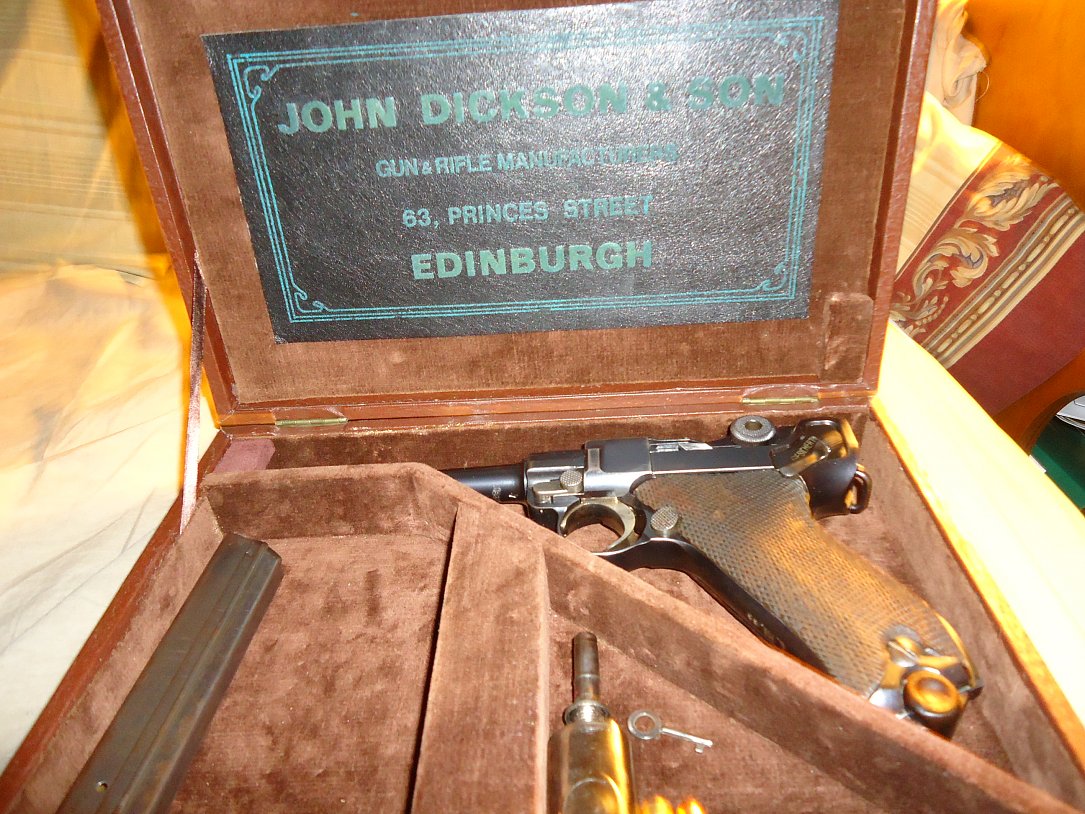 JOHN DICKSON & SON
GUN & RIFLE MANUFACTURERS
63, PRINCES STREET
EDINBURGH